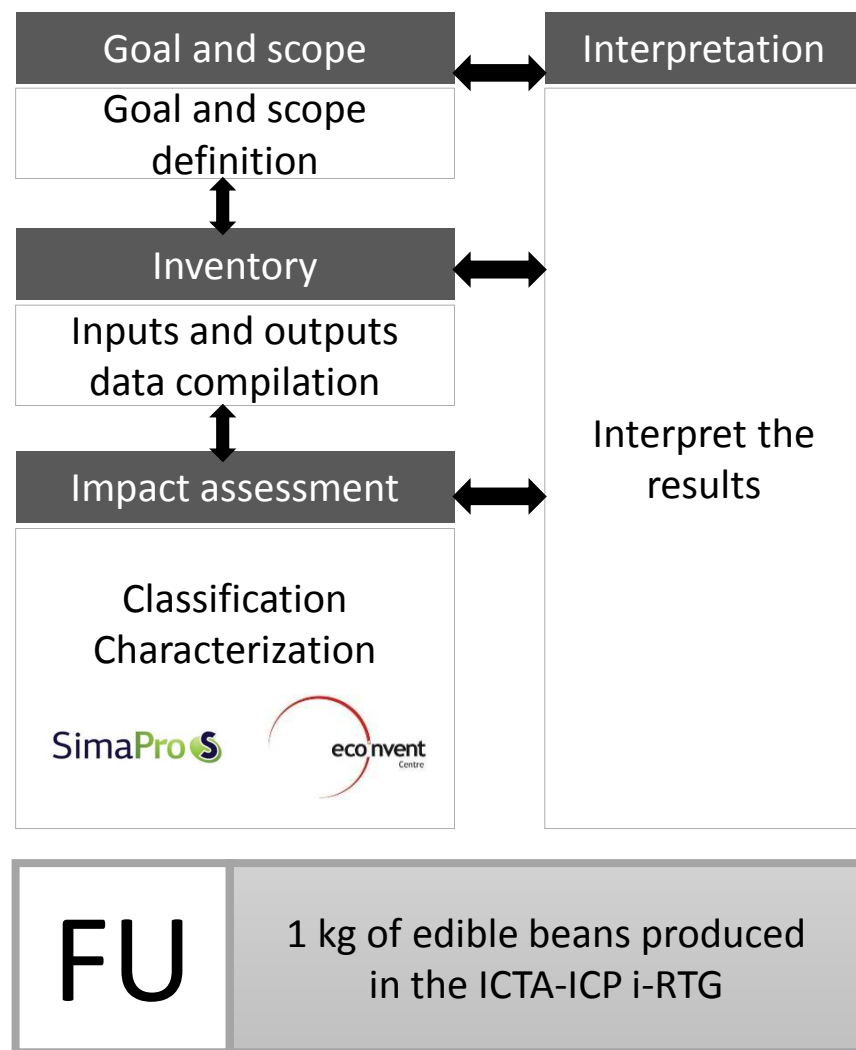 Goal and scope
Goal and scope
definition
Inventory
Inputs and outputs
data compilation
Impact assessment
Classification
Characterization
SimaPro S
ecoinvent
Centre
Interpretation
Interpret the
results
FU
1 kg of edible beans produced
in the ICTA-ICP i-RTG